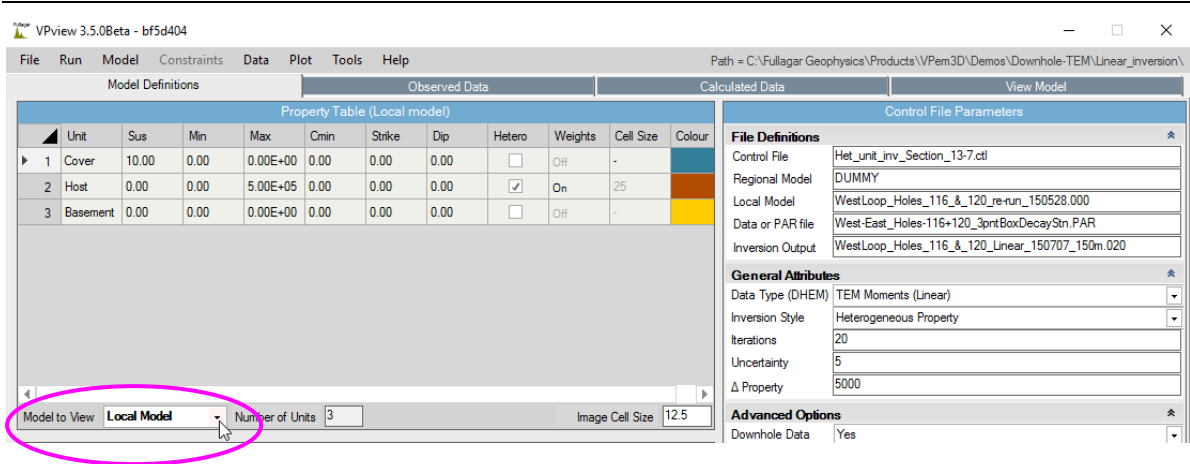 VPview 3.5.0Beta - bf5d404
File Run Model Constraints Data Plot Tools Help Path = C:\Fullagar Geophysics\Products\VPem3D\Demos\Downhole-TEM\Linear_inversion\
Model Definitions Observed Data Calculated Data View Model
Property Table (Local model)
Unit Sus Min Max Cmin Strike Dip Hetero Weights Cell Size Colour
1 Cover 10.00 0.00 0.00E+00 0.00 0.00 0.00 Off -
2 Host 0.00 0.00 5.00E+05 0.00 0.00 0.00 On 25
3 Basement 0.00 0.00 0.00E+00 0.00 0.00 0.00 Off -
Model to View Local Model Number of Units 3 Image Cell Size 12.5
Control File Parameters
File Definitions
Control File Het_unit_inv_Section_13-7.ctl
Regional Model DUMMY
Local Model WestLoop_Holes_116_&_120_re-run_150528.000
Data or PAR file West-East_Holes-116+120_3pntBoxDecayStn.PAR
Inversion Output WestLoop_Holes_116_&_120_Linear_150707_150m.020
General Attributes
Data Type (DHEM) TEM Moments (Linear)
Inversion Style Heterogeneous Property
Iterations 20
Uncertainty 5
Δ Property 5000
Advanced Options
Downhole Data Yes